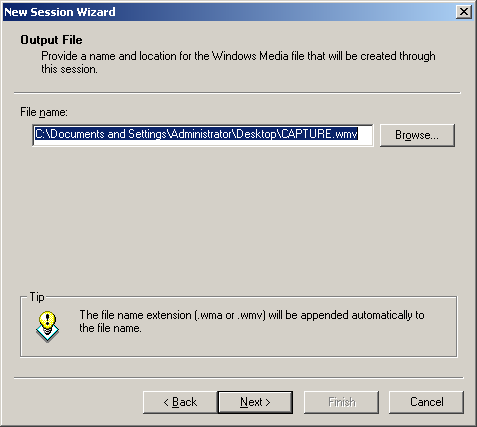 New Session Wizard
Output File
Provide a name and location for the Windows Media file that will be created through
this session.
File name:
C:\Documents and Settings\Administrator\Desktop\CAPTURE.wmv
Browse...
Tip
The file name extension (.wma or .wmv) will be appended automatically to
the file name.
< Back
Next >
Finish
Cancel